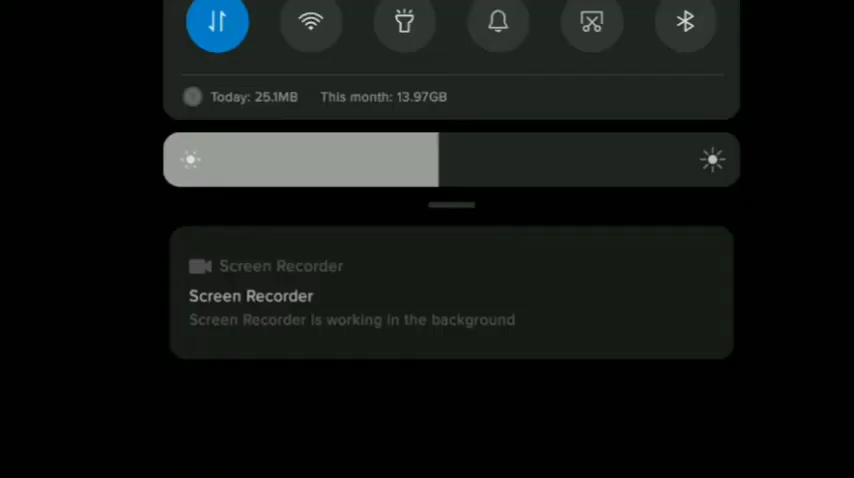 Today: 25.1MB This month: 13.97GB
Screen Recorder
Screen Recorder
Screen Recorder is working in the background